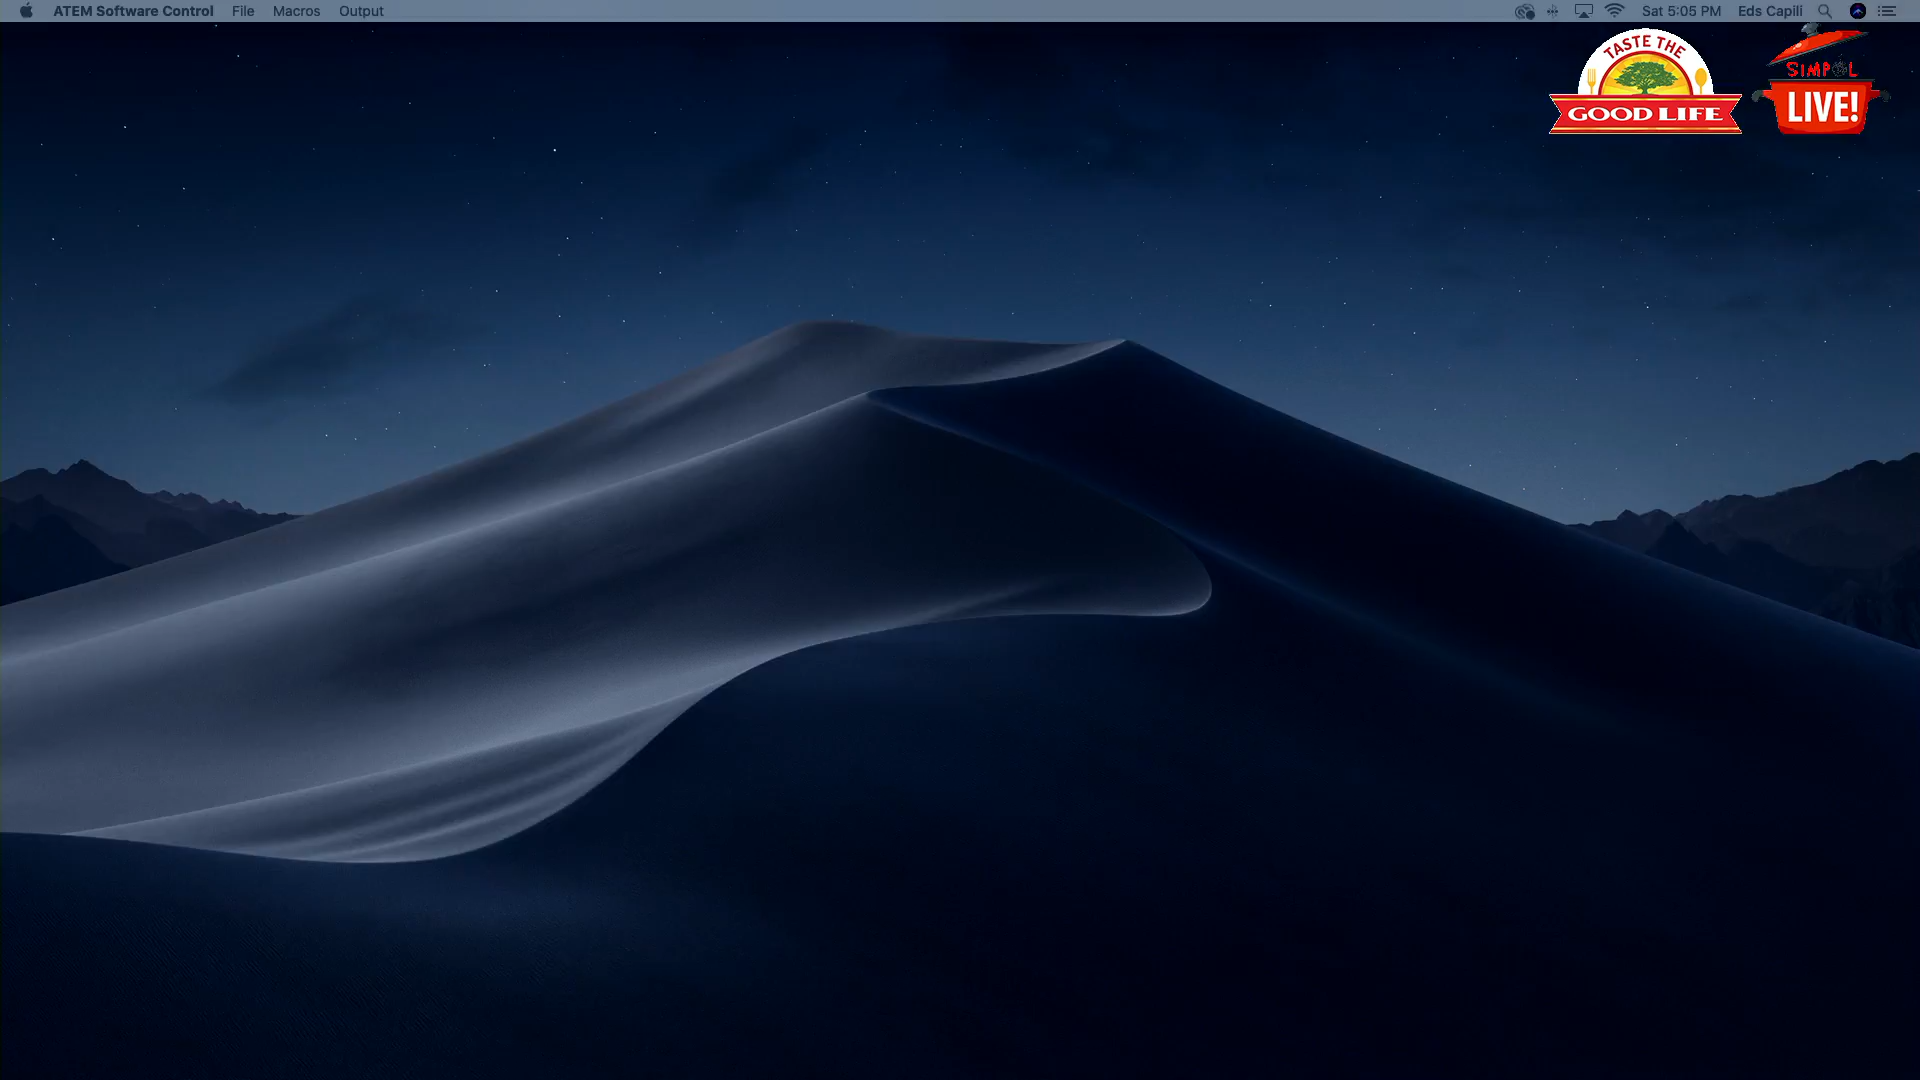 ATEM Software Control File Macros Output Sat 5:05 PM Eds Capili
TASTE THE
GOOD LIFE
SIMPOL
LIVE!